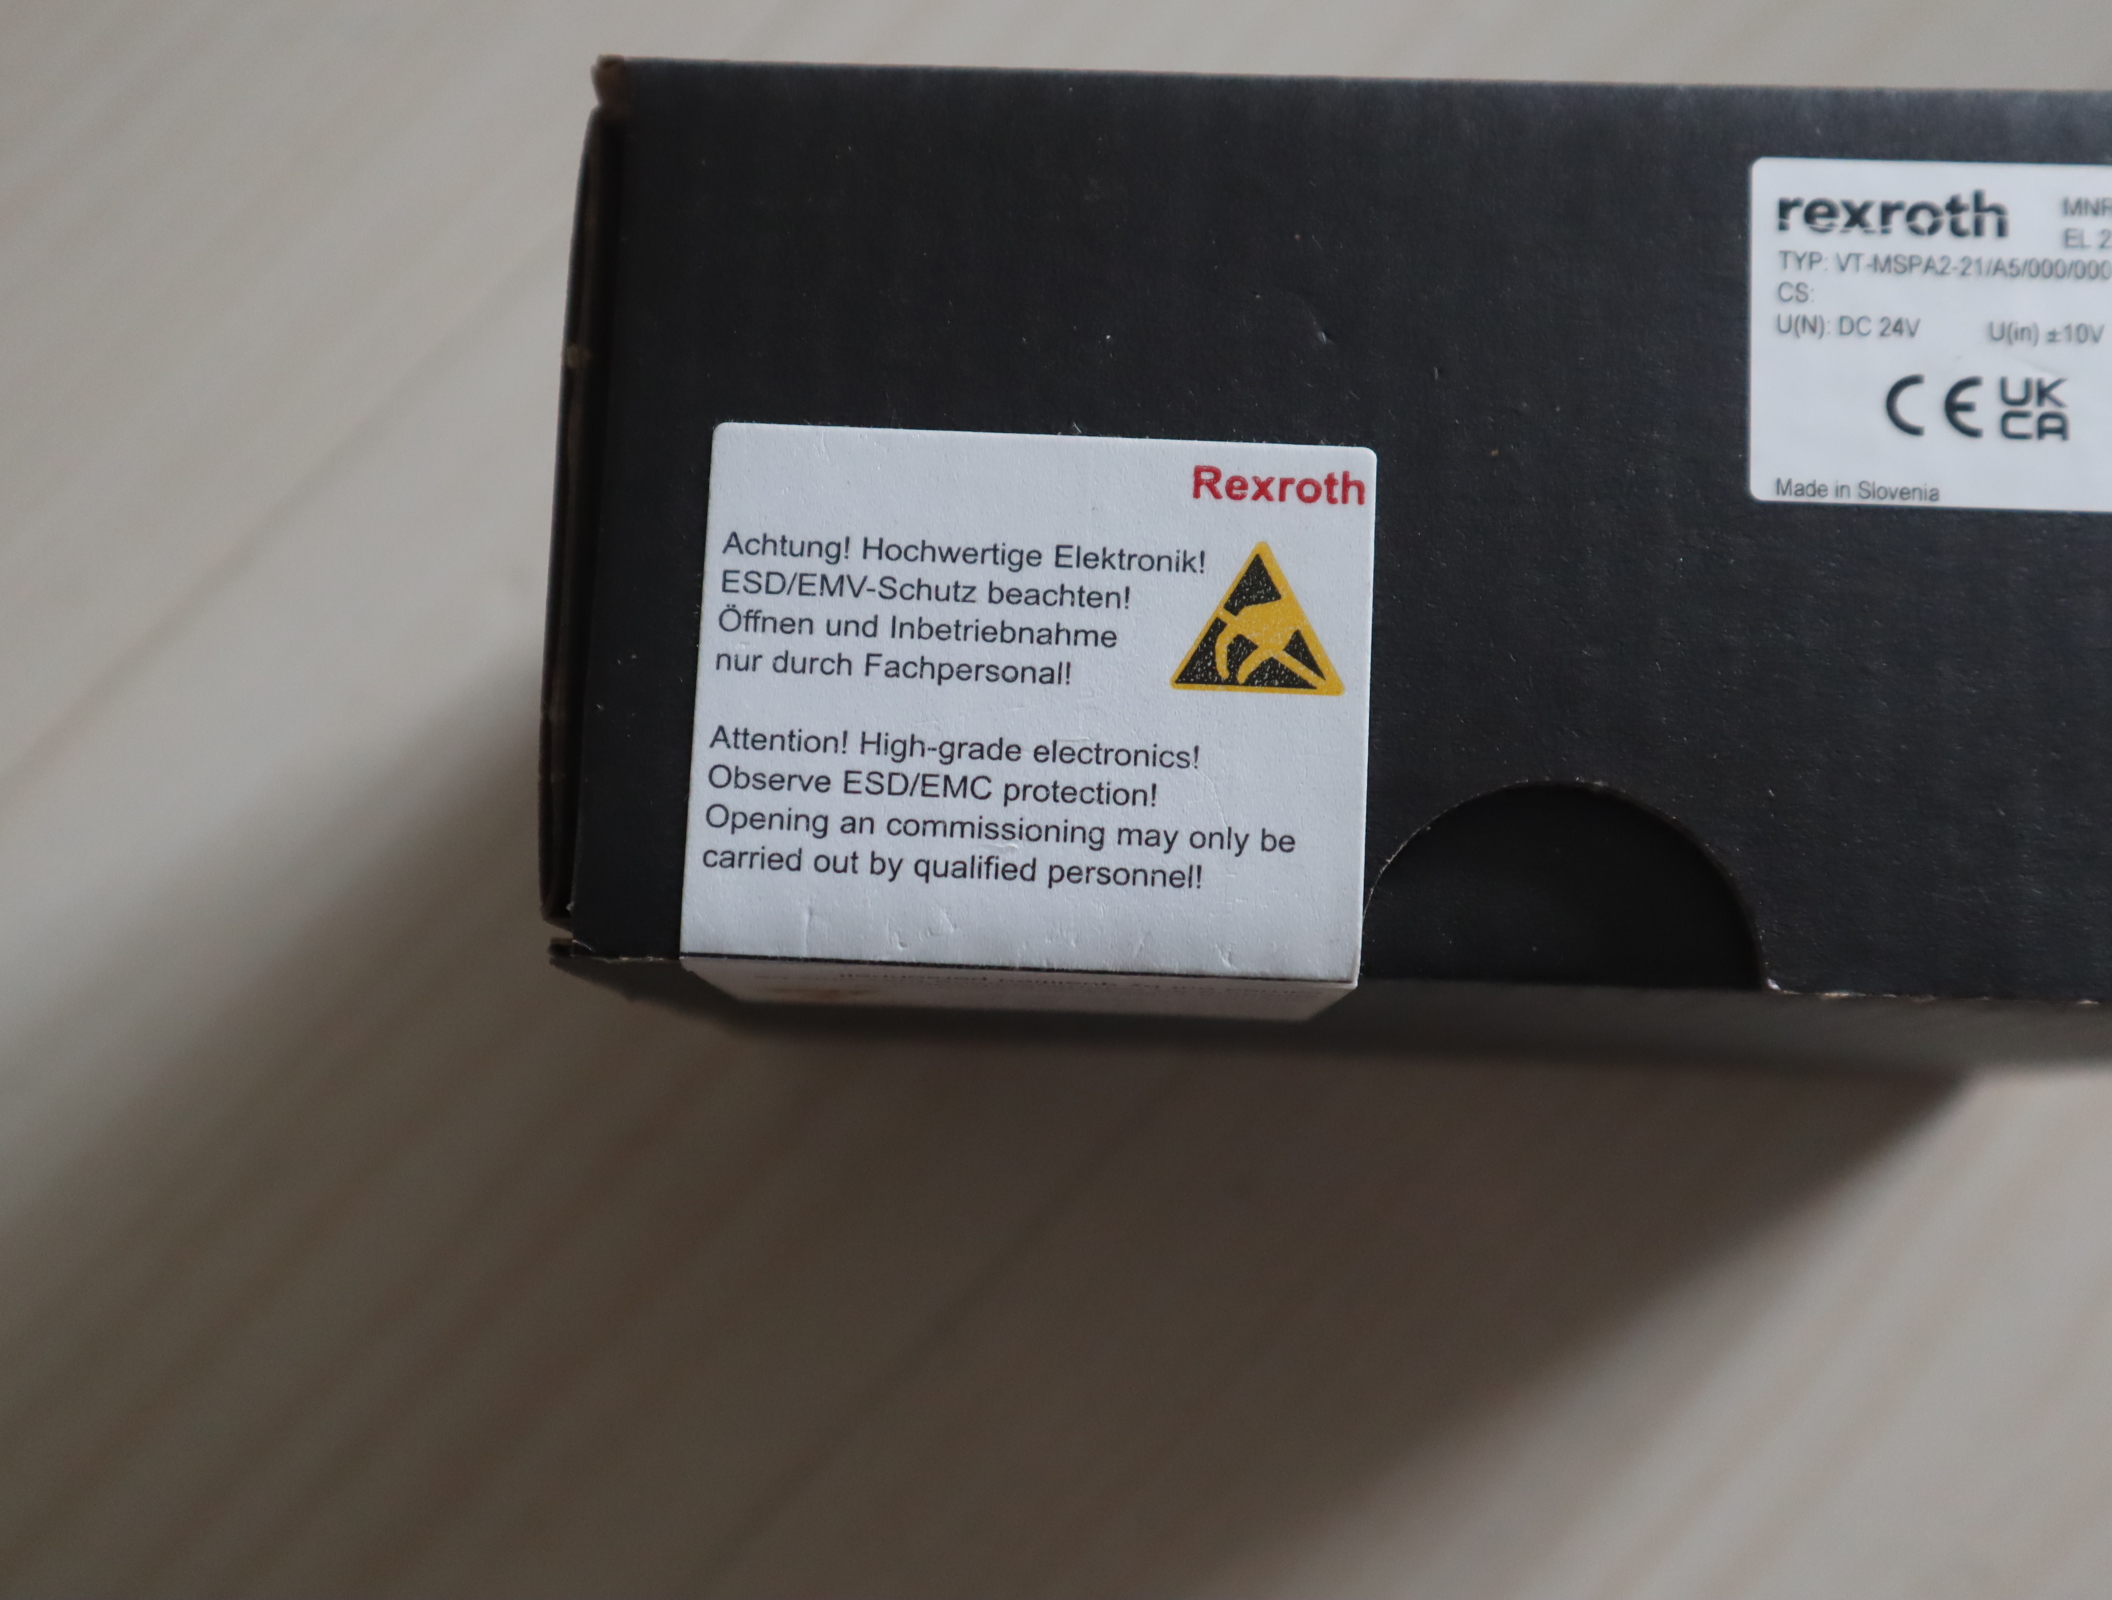 rexroth
EL 2
TYP: VT-MSPA2-21/A5/000/000
CS:
U(N): DC 24V U(in) ±10V
CE UK
CA
Made in Slovenia
Rexroth
Achtung! Hochwertige Elektronik!
ESD/EMV-Schutz beachten!
Öffnen und Inbetriebnahme
nur durch Fachpersonal!
Attention! High-grade electronics!
Observe ESD/EMC protection!
Opening an commissioning may only be
carried out by qualified personnel!